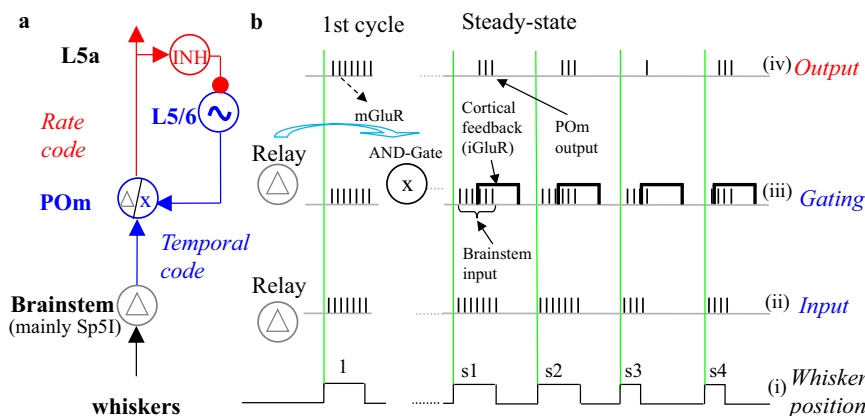 a
b
1st cycle
Steady-state
L5a
INH
L5/6
Rate
code
POm
Δ/x
Temporal
code
Brainstem
(mainly Sp5I)
Δ
whiskers
(iv) Output
mGluR
Cortical
feedback
(iGluR)
POm
output
Relay
Δ
AND-Gate
x
(iii) Gating
Brainstem
input
Relay
Δ
(ii) Input
1
s1
s2
s3
s4
(i) Whisker
position